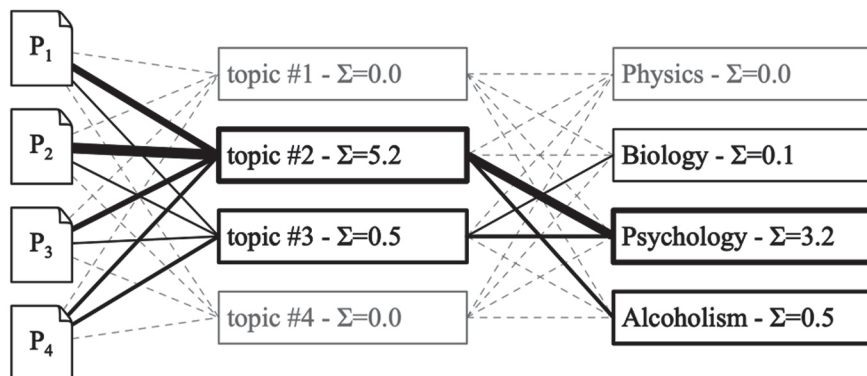 P1
P2
P3
P4
topic #1 - Σ=0.0
topic #2 - Σ=5.2
topic #3 - Σ=0.5
topic #4 - Σ=0.0
Physics - Σ=0.0
Biology - Σ=0.1
Psychology - Σ=3.2
Alcoholism - Σ=0.5